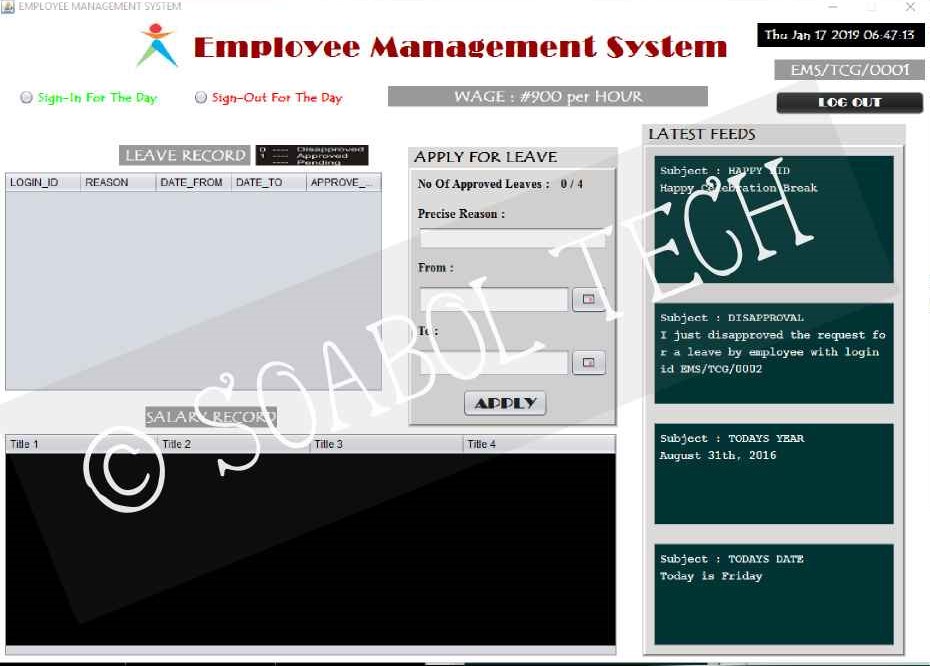 EMPLOYEE MANAGEMENT SYSTEM
Employee Management System
Thu Jan 17 2019 06:47:13
EMS/TCG/0001
Sign-In For The Day
Sign-Out For The Day
WAGE : #900 per HOUR
LOG OUT
LEAVE RECORD
0 ---- Disapproved
1 ---- Approved
---- Pending
LOGIN_ID REASON DATE_FROM DATE_TO APPROVE_...
APPLY FOR LEAVE
No Of Approved Leaves : 0 / 4
Precise Reason :
From :
To :
APPLY
SALARY RECORD
Title 1 Title 2 Title 3 Title 4
LATEST FEEDS
Subject : HAPPY EID
Happy Celebration Break
Subject : DISAPPROVAL
I just disapproved the request fo
r a leave by employee with login
id EMS/TCG/0002
Subject : TODAYS YEAR
August 31th, 2016
Subject : TODAYS DATE
Today is Friday
© SOABOL TECH